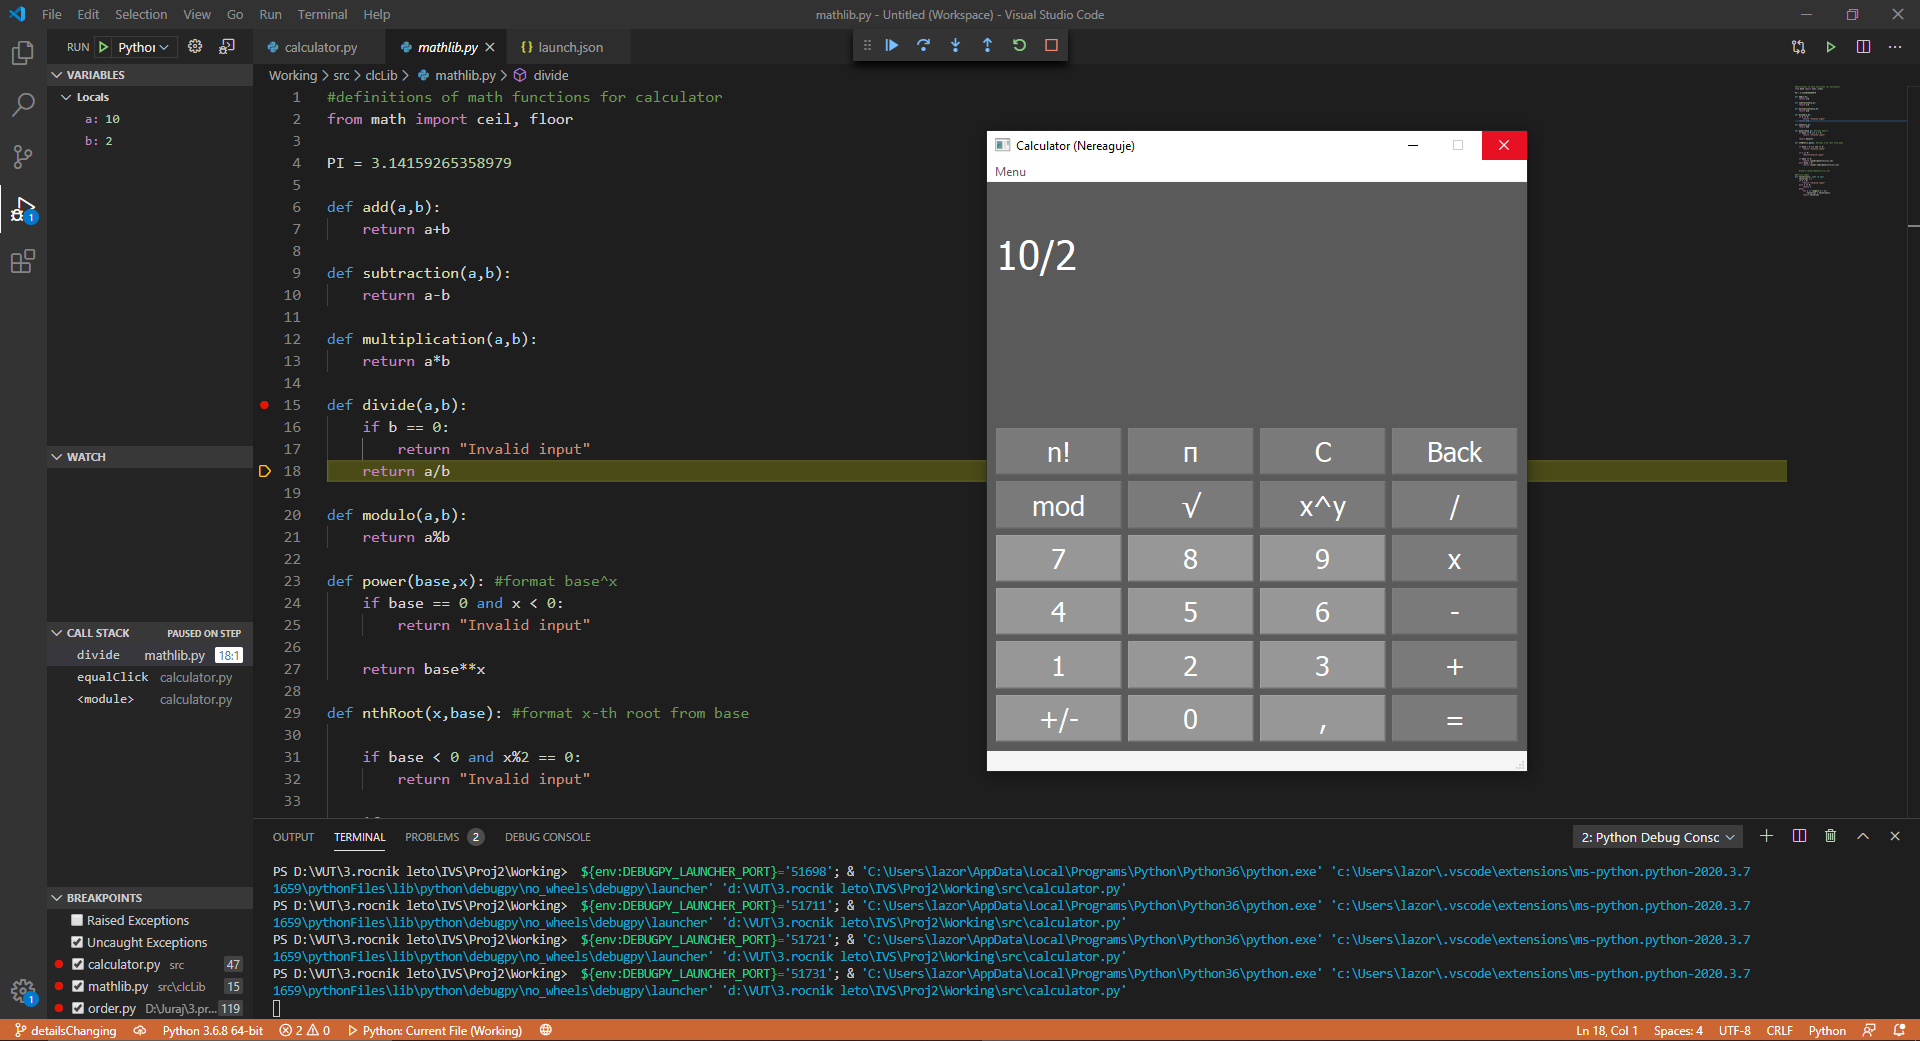 File Edit Selection View Go Run Terminal Help
mathlib.py - Untitled (Workspace) - Visual Studio Code
RUN Python
calculator.py
mathlib.py
{} launch.json
Working > src > clcLib > mathlib.py > divide
VARIABLES
Locals
a: 10
b: 2
WATCH
CALL STACK PAUSED ON STEP
divide mathlib.py 18:1
equalClick calculator.py
<module> calculator.py
BREAKPOINTS
Raised Exceptions
Uncaught Exceptions
calculator.py src 47
mathlib.py src\clcLib 15
order.py D:\Juraj\3.pr... 119
1
1
1 #definitions of math functions for calculator
2 from math import ceil, floor
3
4 PI = 3.14159265358979
5
6 def add(a,b):
7 return a+b
8
9 def subtraction(a,b):
10 return a-b
11
12 def multiplication(a,b):
13 return a*b
14
15 def divide(a,b):
16 if b == 0:
17 return "Invalid input"
18 return a/b
19
20 def modulo(a,b):
21 return a%b
22
23 def power(base,x): #format base^x
24 if base == 0 and x < 0:
25 return "Invalid input"
26
27 return base**x
28
29 def nthRoot(x,base): #format x-th root from base
30
31 if base < 0 and x%2 == 0:
32 return "Invalid input"
33
Calculator (Nereaguje)
Menu
10/2
n! π C Back
mod √ x^y /
7 8 9 x
4 5 6 -
1 2 3 +
+/- 0 , =
OUTPUT TERMINAL PROBLEMS 2 DEBUG CONSOLE
2: Python Debug Consc
PS D:\VUT\3.rocnik leto\IVS\Proj2\Working> ${env:DEBUGPY_LAUNCHER_PORT}='51698'; & 'C:\Users\lazor\AppData\Local\Programs\Python\Python36\python.exe' 'c:\Users\lazor\.vscode\extensions\ms-python.python-2020.3.7
1659\pythonFiles\lib\python\debugpy\no_wheels\debugpy\launcher' 'd:\VUT\3.rocnik leto\IVS\Proj2\Working\src\calculator.py'
PS D:\VUT\3.rocnik leto\IVS\Proj2\Working> ${env:DEBUGPY_LAUNCHER_PORT}='51711'; & 'C:\Users\lazor\AppData\Local\Programs\Python\Python36\python.exe' 'c:\Users\lazor\.vscode\extensions\ms-python.python-2020.3.7
1659\pythonFiles\lib\python\debugpy\no_wheels\debugpy\launcher' 'd:\VUT\3.rocnik leto\IVS\Proj2\Working\src\calculator.py'
PS D:\VUT\3.rocnik leto\IVS\Proj2\Working> ${env:DEBUGPY_LAUNCHER_PORT}='51721'; & 'C:\Users\lazor\AppData\Local\Programs\Python\Python36\python.exe' 'c:\Users\lazor\.vscode\extensions\ms-python.python-2020.3.7
1659\pythonFiles\lib\python\debugpy\no_wheels\debugpy\launcher' 'd:\VUT\3.rocnik leto\IVS\Proj2\Working\src\calculator.py'
PS D:\VUT\3.rocnik leto\IVS\Proj2\Working> ${env:DEBUGPY_LAUNCHER_PORT}='51731'; & 'C:\Users\lazor\AppData\Local\Programs\Python\Python36\python.exe' 'c:\Users\lazor\.vscode\extensions\ms-python.python-2020.3.7
1659\pythonFiles\lib\python\debugpy\no_wheels\debugpy\launcher' 'd:\VUT\3.rocnik leto\IVS\Proj2\Working\src\calculator.py'
detailsChanging Python 3.6.8 64-bit 2 0 Python: Current File (Working) Ln 18, Col 1 Spaces: 4 UTF-8 CRLF Python